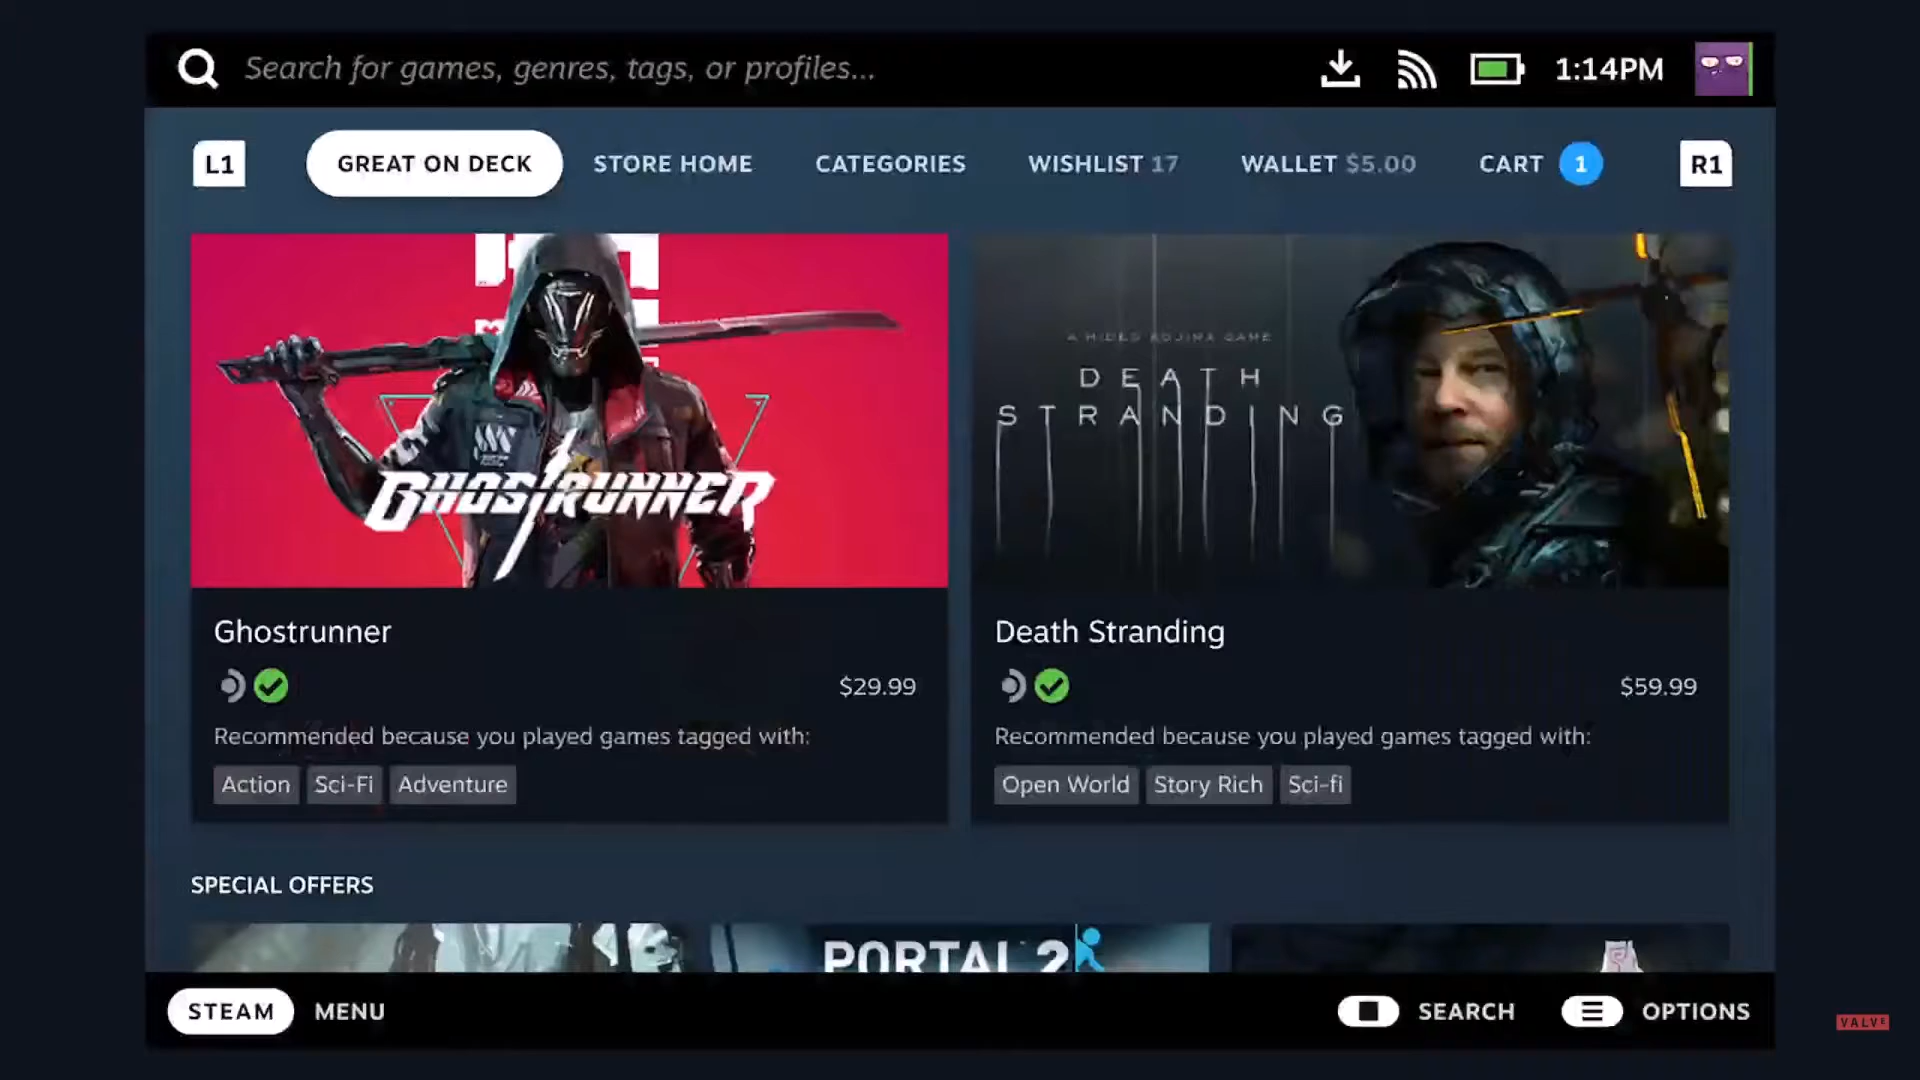 Search for games, genres, tags, or profiles...
1:14PM
L1
GREAT ON DECK
STORE HOME
CATEGORIES
WISHLIST 17
WALLET $5.00
CART 1
R1
GHOSTRUNNER
A HIDEO KOJIMA GAME
DEATH
STRANDING
Ghostrunner
$29.99
Recommended because you played games tagged with:
Action Sci-Fi Adventure
Death Stranding
$59.99
Recommended because you played games tagged with:
Open World Story Rich Sci-fi
SPECIAL OFFERS
PORTAL 2
STEAM MENU
SEARCH
OPTIONS
VALVE